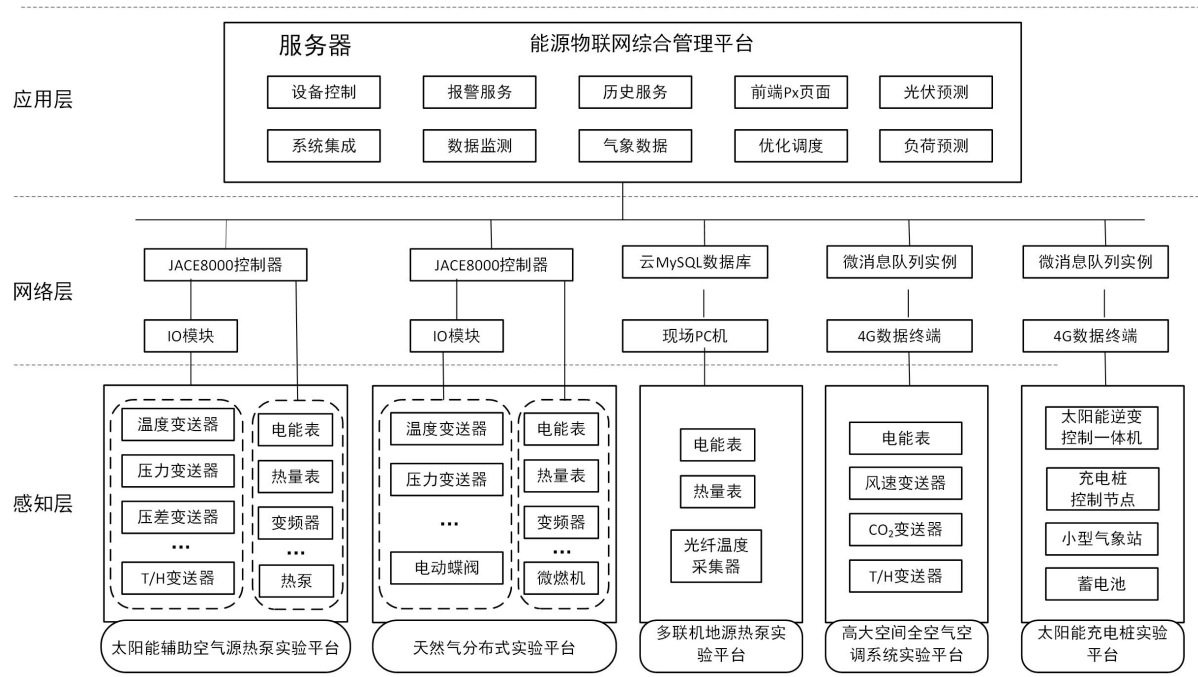 应用层
服务器
能源物联网综合管理平台
设备控制
报警服务
历史服务
前端Px页面
光伏预测
系统集成
数据监测
气象数据
优化调度
负荷预测
网络层
JACE8000控制器
JACE8000控制器
云MySQL数据库
微消息队列实例
微消息队列实例
IO模块
IO模块
现场PC机
4G数据终端
4G数据终端
感知层
温度变送器
压力变送器
压差变送器
...
T/H变送器
电能表
热量表
变频器
...
热泵
太阳能辅助空气源热泵实验平台
温度变送器
压力变送器
...
电动蝶阀
电能表
热量表
变频器
...
微燃机
天然气分布式实验平台
电能表
热量表
光纤温度
采集器
多联机地源热泵实
验平台
电能表
风速变送器
CO₂变送器
T/H变送器
高大空间全空气空
调系统实验平台
太阳能逆变
控制一体机
充电桩
控制节点
小型气象站
蓄电池
太阳能充电桩实验
平台